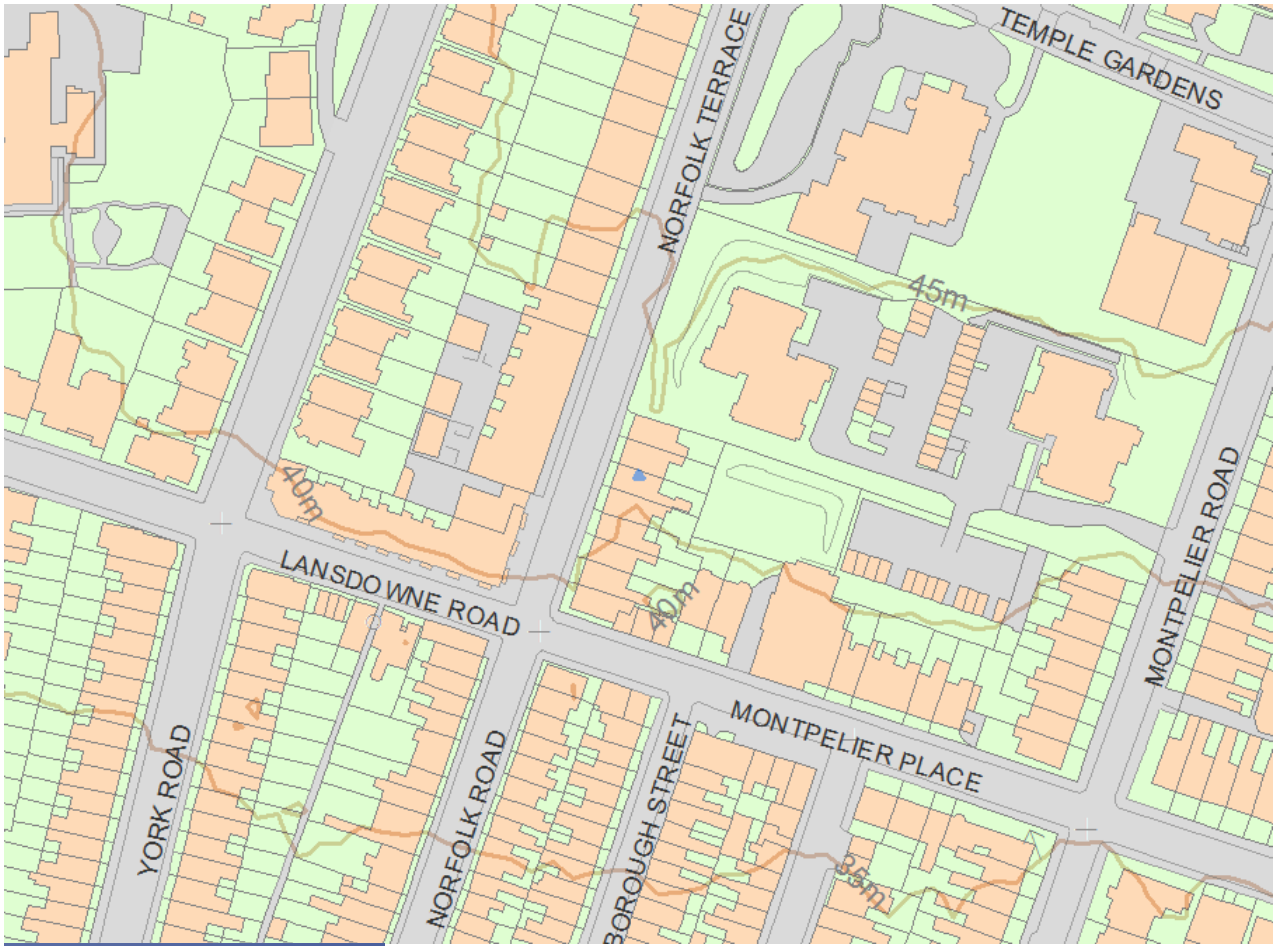 TEMPLE GARDENS
NORFOLK TERRACE
45m
40m
LANSDOWNE ROAD
40m
MONTPELIER ROAD
MONTPELIER PLACE
YORK ROAD
NORFOLK ROAD
BOROUGH STREET
35m